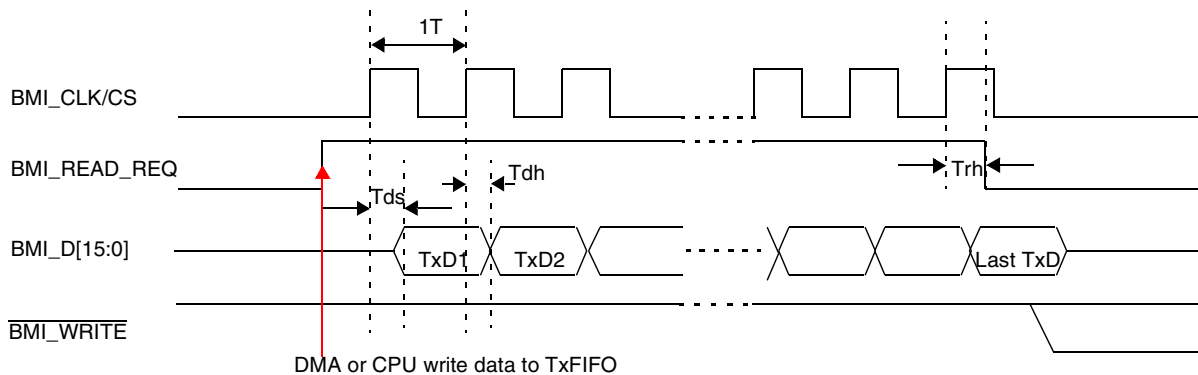 1T
BMI_CLK/CS
BMI_READ_REQ
Tdh
Trh
Tds
BMI_D[15:0]
TxD1
TxD2
Last TxD
BMI_WRITE
DMA or CPU write data to TxFIFO